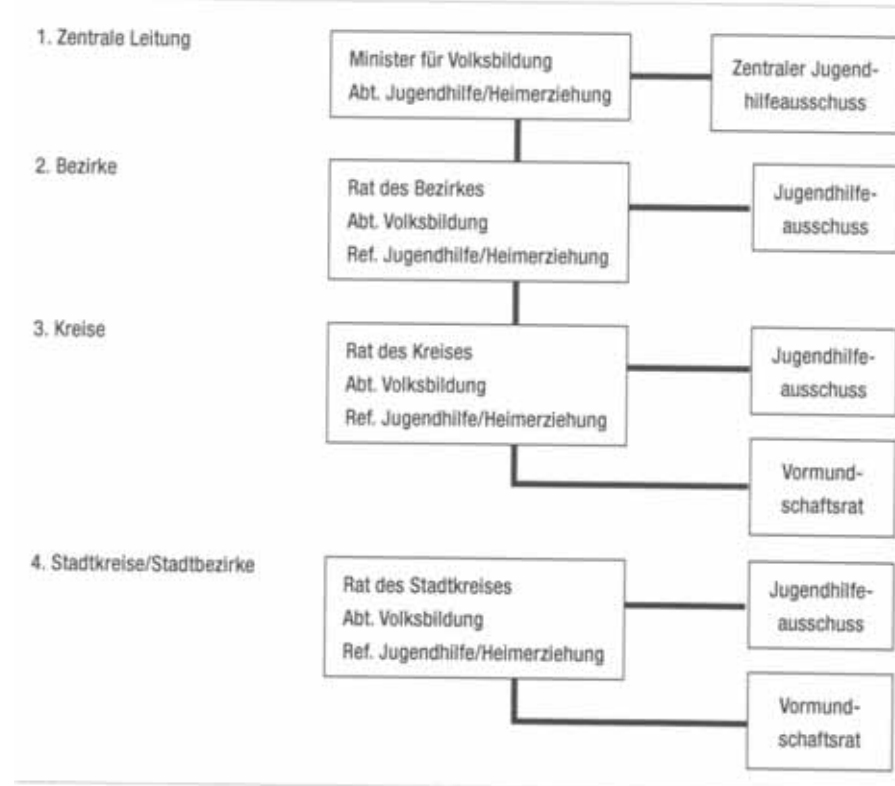 1. Zentrale Leitung
Minister für Volksbildung
Abt. Jugendhilfe/Heimerziehung
Zentraler Jugend-
hilfeausschuss
2. Bezirke
Rat des Bezirkes
Abt. Volksbildung
Ref. Jugendhilfe/Heimerziehung
Jugendhilfe-
ausschuss
3. Kreise
Rat des Kreises
Abt. Volksbildung
Ref. Jugendhilfe/Heimerziehung
Jugendhilfe-
ausschuss
Vormund-
schaftsrat
4. Stadtkreise/Stadtbezirke
Rat des Stadtkreises
Abt. Volksbildung
Ref. Jugendhilfe/Heimerziehung
Jugendhilfe-
ausschuss
Vormund-
schaftsrat